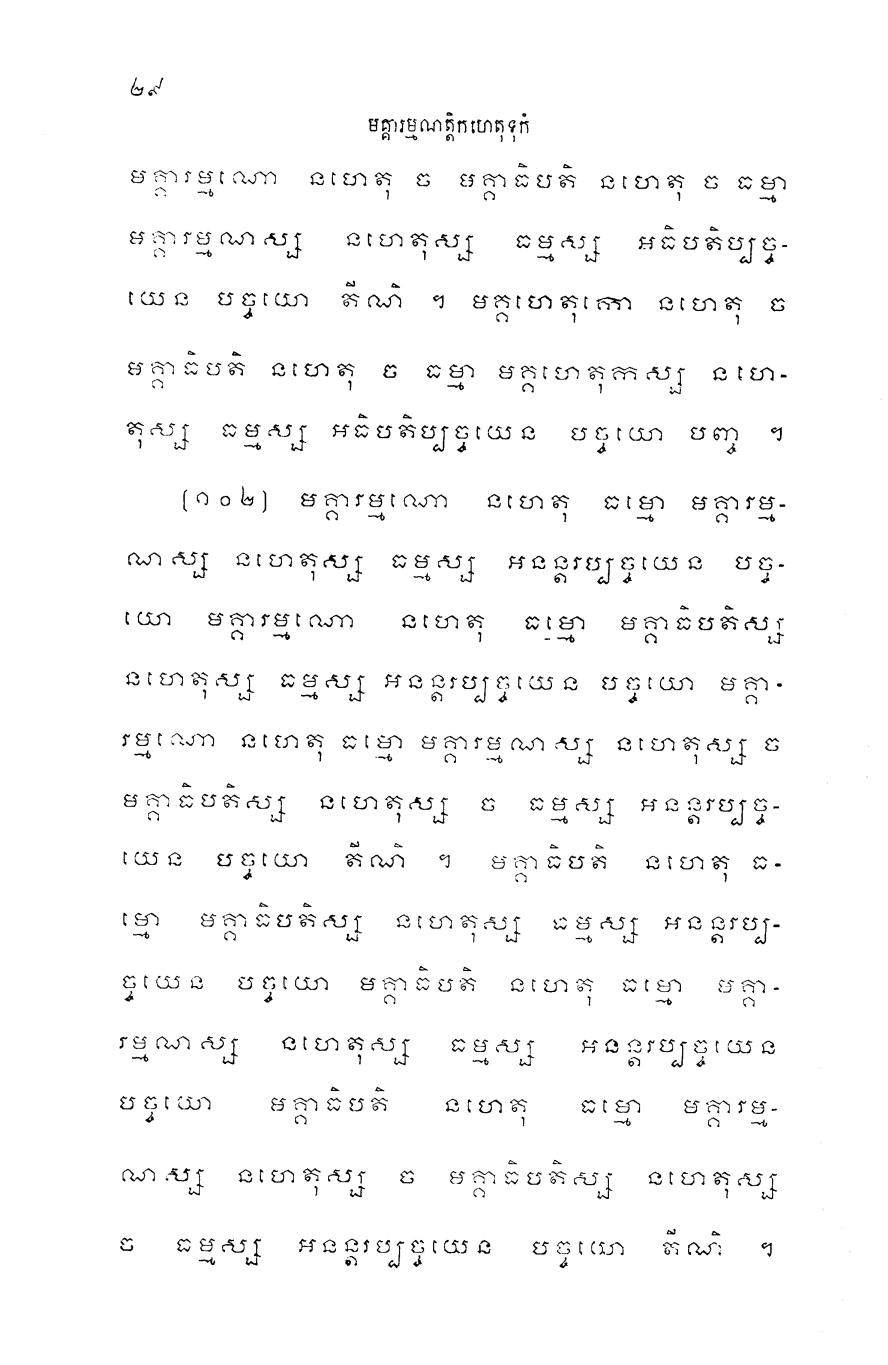 ២៩
មគ្គារម្មណត្តិកហេតុទុកំ
មគ្គារម្មណោ នហេតុ ច មគ្គាធិបតិ នហេតុ ច ធម្មា
មគ្គារម្មណស្ស នហេតុស្ស ធម្មស្ស អធិបតិប្បច្ច-
យេន បច្ចយោ តីណិ ។ មគ្គហេតុកោ នហេតុ ច
មគ្គាធិបតិ នហេតុ ច ធម្មា មគ្គហេតុកស្ស នហេ-
តុស្ស ធម្មស្ស អធិបតិប្បច្ចយេន បច្ចយោ បញ្ច ។
(១០២) មគ្គារម្មណោ នហេតុ ធម្មោ មគ្គារម្ម-
ណស្ស នហេតុស្ស ធម្មស្ស អនន្តរប្បច្ចយេន បច្ច-
យោ មគ្គារម្មណោ នហេតុ ធម្មោ មគ្គាធិបតិស្ស
នហេតុស្ស ធម្មស្ស អនន្តរប្បច្ចយេន បច្ចយោ មគ្គា-
រម្មណោ នហេតុ ធម្មោ មគ្គារម្មណស្ស នហេតុស្ស ច
មគ្គាធិបតិស្ស នហេតុស្ស ច ធម្មស្ស អនន្តរប្បច្ច-
យេន បច្ចយោ តីណិ ។ មគ្គាធិបតិ នហេតុ ធ-
ម្មោ មគ្គាធិបតិស្ស នហេតុស្ស ធម្មស្ស អនន្តរប្ប-
ច្ចយេន បច្ចយោ មគ្គាធិបតិ នហេតុ ធម្មោ មគ្គា-
រម្មណស្ស នហេតុស្ស ធម្មស្ស អនន្តរប្បច្ចយេន
បច្ចយោ មគ្គាធិបតិ នហេតុ ធម្មោ មគ្គារម្ម-
ណស្ស នហេតុស្ស ច មគ្គាធិបតិស្ស នហេតុស្ស
ច ធម្មស្ស អនន្តរប្បច្ចយេន បច្ចយោ តីណិ ។